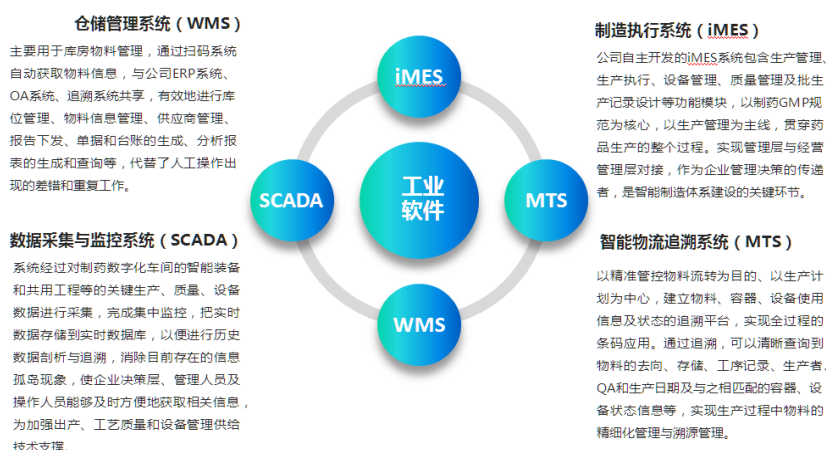 仓储管理系统（WMS）
主要用于库房物料管理，通过扫码系统
自动获取物料信息，与公司ERP系统、
OA系统、追溯系统共享，有效地进行库
位管理、物料信息管理、供应商管理、
报告下发、单据和台账的生成、分析报
表的生成和查询等，代替了人工操作出
现的差错和重复工作。
数据采集与监控系统（SCADA）
系统经过对制药数字化车间的智能装备
和共用工程等的关键生产、质量、设备
数据进行采集，完成集中监控，把实时
数据存储到实时数据库，以便进行历史
数据剖析与追溯，消除目前存在的信息
孤岛现象，使企业决策层、管理人员及
操作人员能够及时方便地获取相关信息，
为加强出产、工艺质量和设备管理供给
技术支撑。
iMES
SCADA
工业
软件
MTS
WMS
制造执行系统（iMES）
公司自主开发的iMES系统包含生产管理、
生产执行、设备管理、质量管理及批生
产记录设计等功能模块，以制药GMP规
范为核心，以生产管理为主线，贯穿药
品生产的整个过程。实现管理层与经营
管理层对接，作为企业管理决策的传递
者，是智能制造体系建设的关键环节。
智能物流追溯系统（MTS）
以精准管控物料流转为目的、以生产计
划为中心，建立物料、容器、设备使用
信息及状态的追溯平台，实现全过程的
条码应用。通过追溯，可以清晰查询到
物料的去向、存储、工序记录、生产者、
QA和生产日期及与之相匹配的容器、设
备状态信息等，实现生产过程中物料的
精细化管理与溯源管理。